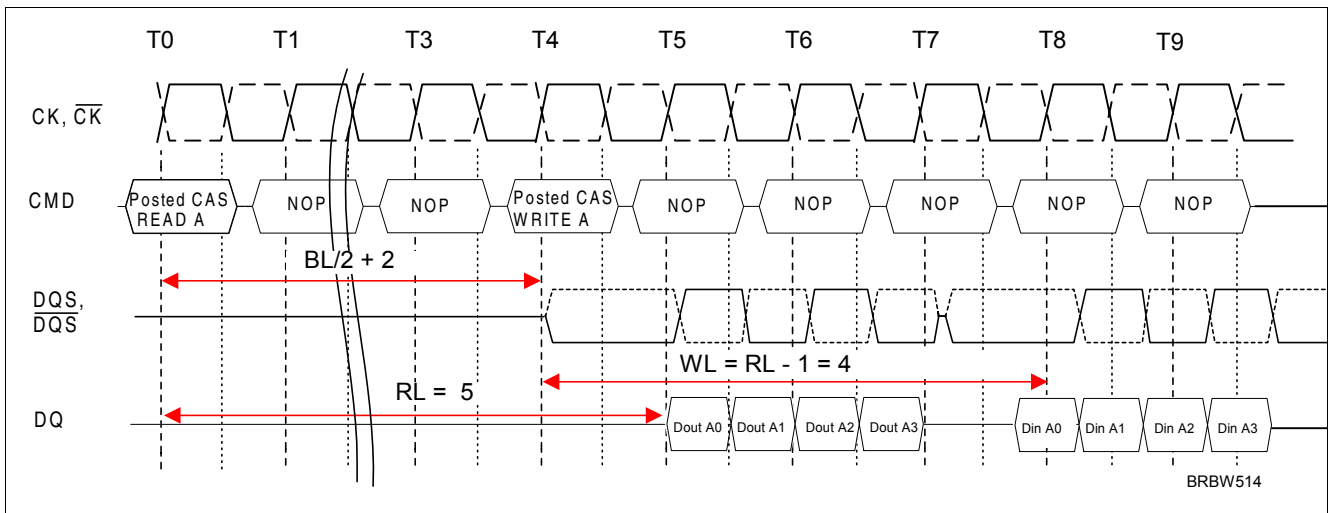 T0 T1 T3 T4 T5 T6 T7 T8 T9
CK, CK
CMD
Posted CAS
READ A
NOP
NOP
Posted CAS
WRITE A
NOP
NOP
NOP
NOP
NOP
BL/2 + 2
DQS,
DQS
WL = RL - 1 = 4
RL = 5
DQ
Dout A0 Dout A1 Dout A2 Dout A3 Din A0 Din A1 Din A2 Din A3
BRBW514